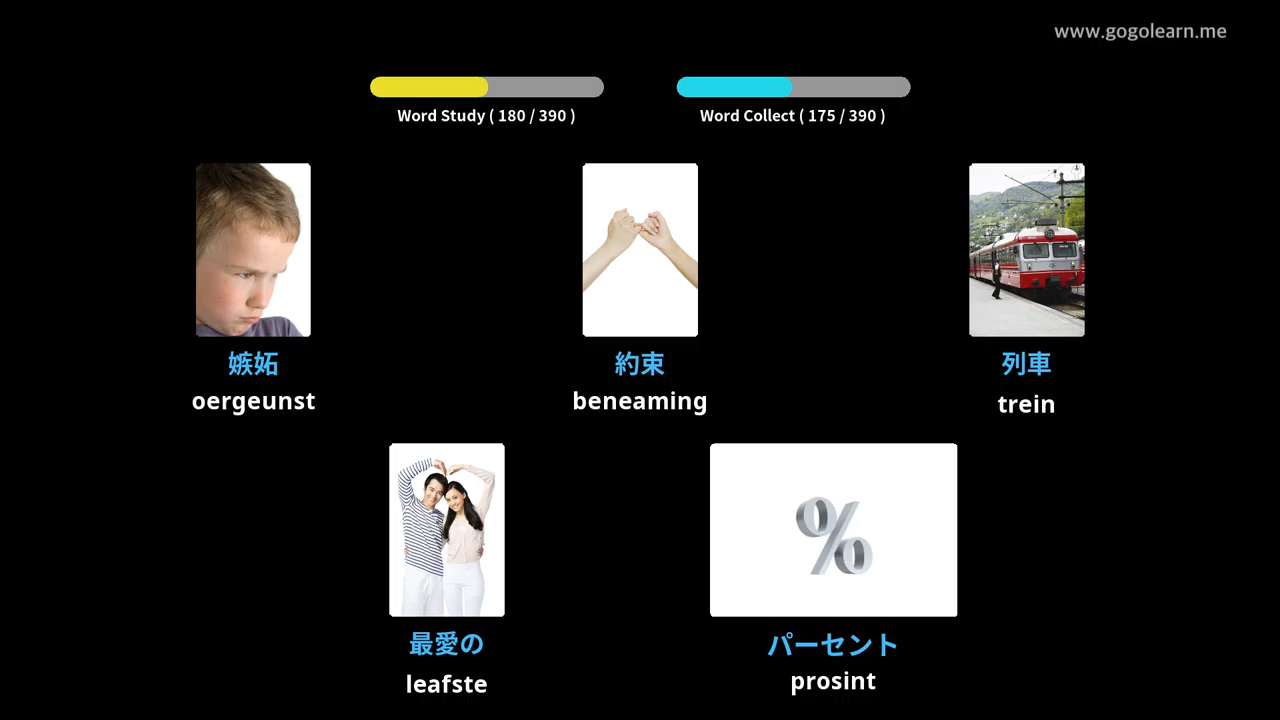 www.gogolearn.me
Word Study ( 180 / 390 )
Word Collect ( 175 / 390 )
嫉妬
oergeunst
約束
beneaming
列車
trein
最愛の
leafste
パーセント
prosint
%